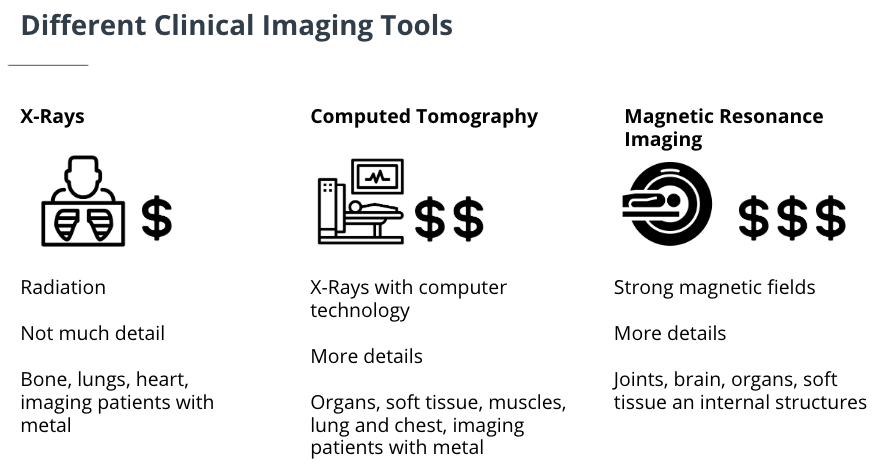 Different Clinical Imaging Tools
X-Rays
$
Radiation
Not much detail
Bone, lungs, heart,
imaging patients with
metal
Computed Tomography
$$
X-Rays with computer
technology
More details
Organs, soft tissue, muscles,
lung and chest, imaging
patients with metal
Magnetic Resonance
Imaging
$$$
Strong magnetic fields
More details
Joints, brain, organs, soft
tissue an internal structures